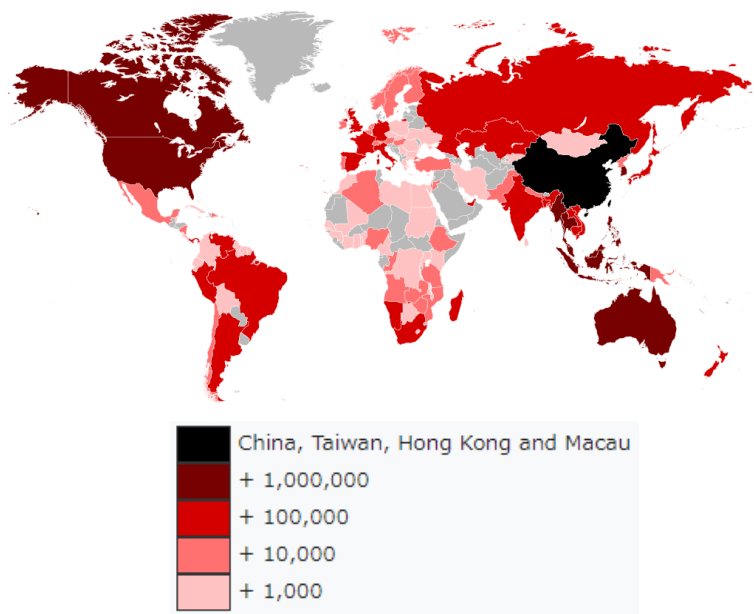 China, Taiwan, Hong Kong and Macau
+ 1,000,000
+ 100,000
+ 10,000
+ 1,000